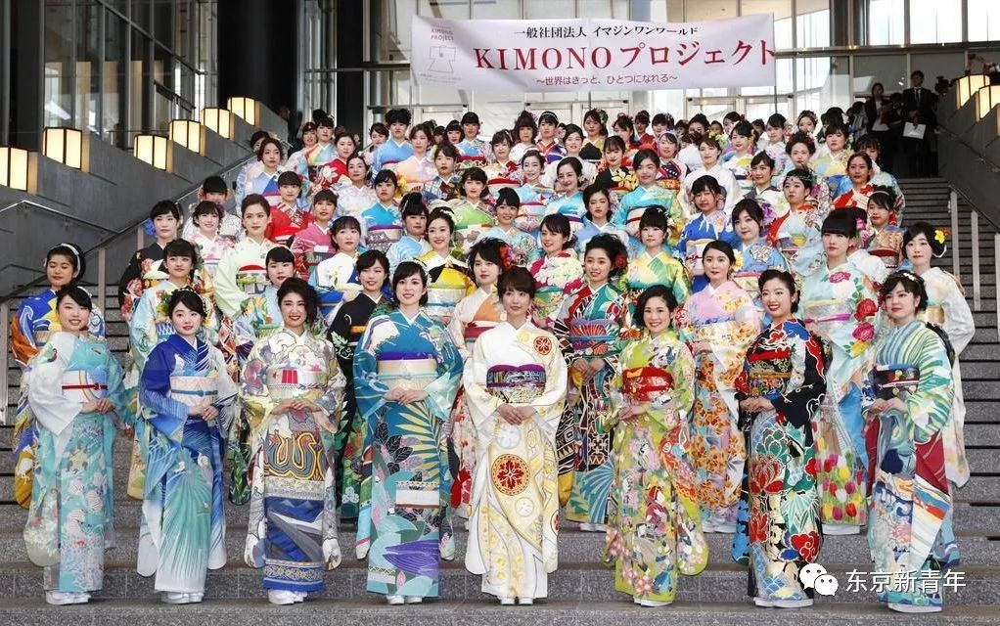 一般社団法人 イマジンワンワールド
KIMONO
PROJECT
KIMONOプロジェクト
～世界はきっと、ひとつになれる～
东京新青年